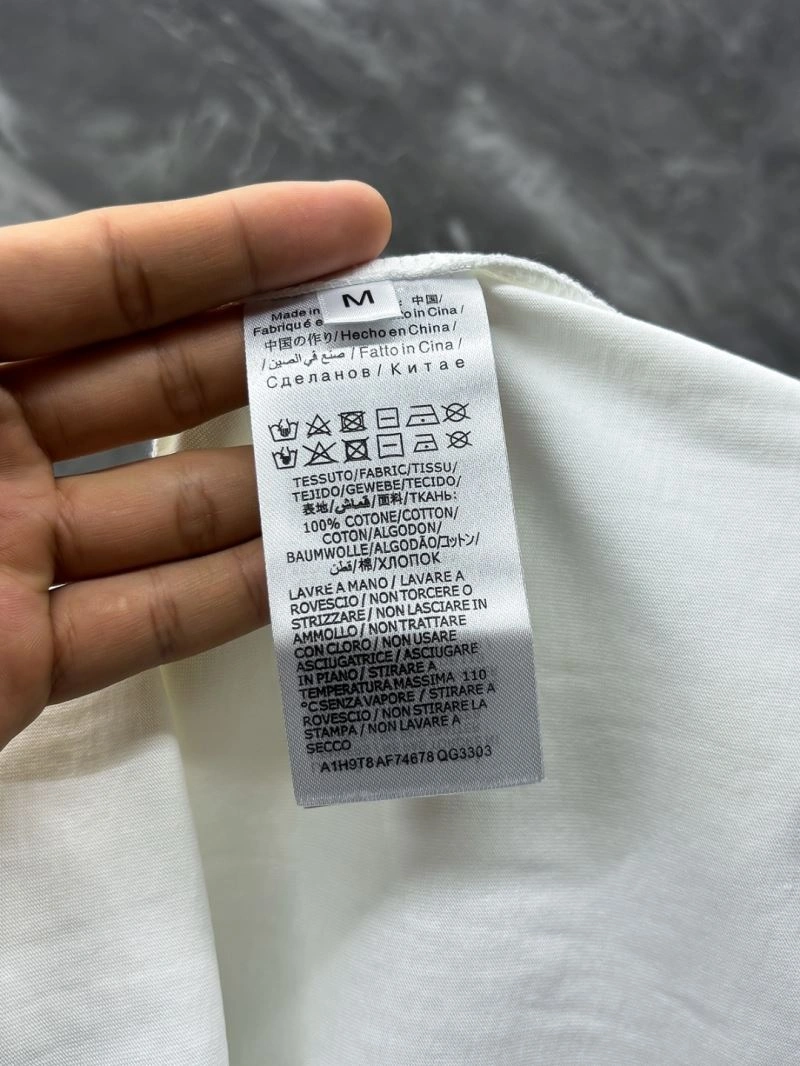 M
Made in 中国/
Fabriqué e to in Cina/
中国の作り/Hecho en China/
/صنع في الصين/Fatto in Cina/
Сделанов/Китае
TESSUTO/FABRIC/TISSU/
TEJIDO/GEWEBE/TECIDO/
表地/قماش/面料/ТКАНЬ:
100% COTONE/COTTON/
COTON/ALGODON/
BAUMWOLLE/ALGODÃO/コットン/
قطن/棉/ХЛОПОК
LAVRE A MANO / LAVARE A
ROVESCIO / NON TORCERE O
STRIZZARE / NON LASCIARE IN
AMMOLLO / NON TRATTARE
CON CLORO / NON USARE
ASCIUGATRICE / ASCIUGARE
IN PIANO / STIRARE A
TEMPERATURA MASSIMA 110
°C SENZA VAPORE / STIRARE A
ROVESCIO / NON STIRARE LA
STAMPA / NON LAVARE A
SECCO
A1H9T8 AF74678 QG3303